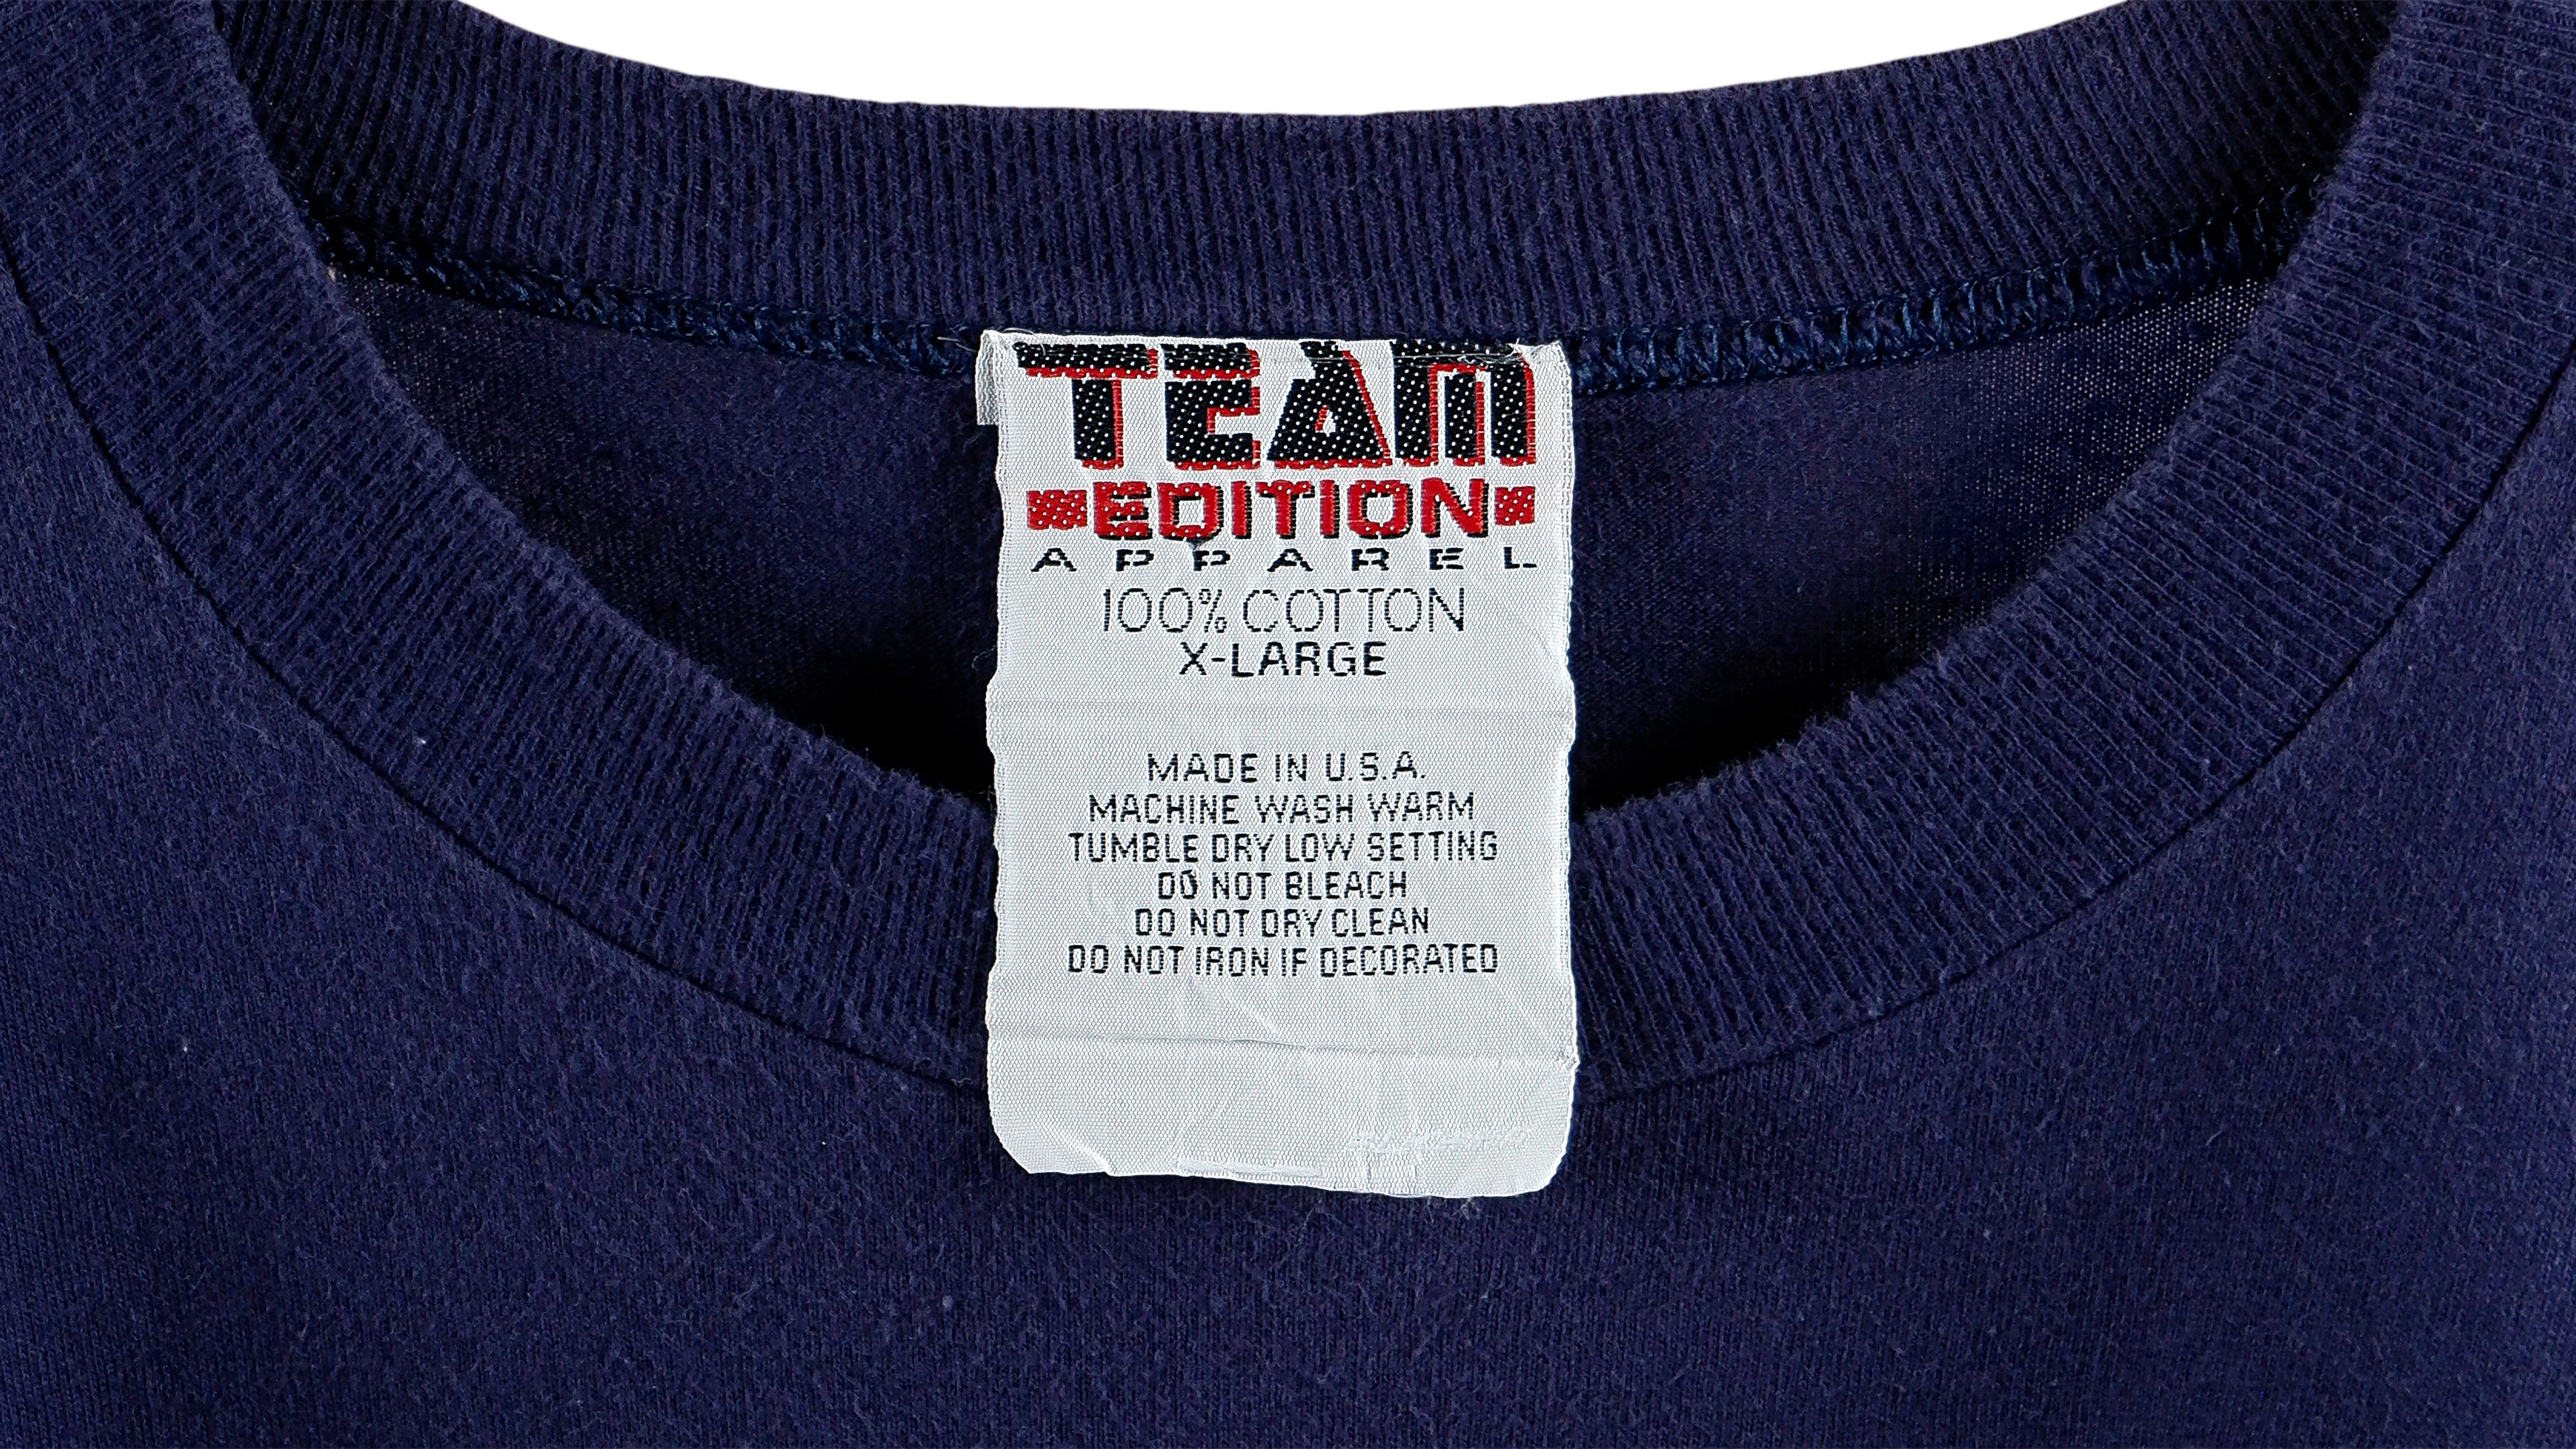 TEAM
EDITION
APPAREL
100% COTTON
X-LARGE
MADE IN U.S.A.
MACHINE WASH WARM
TUMBLE DRY LOW SETTING
DO NOT BLEACH
DO NOT DRY CLEAN
DO NOT IRON IF DECORATED